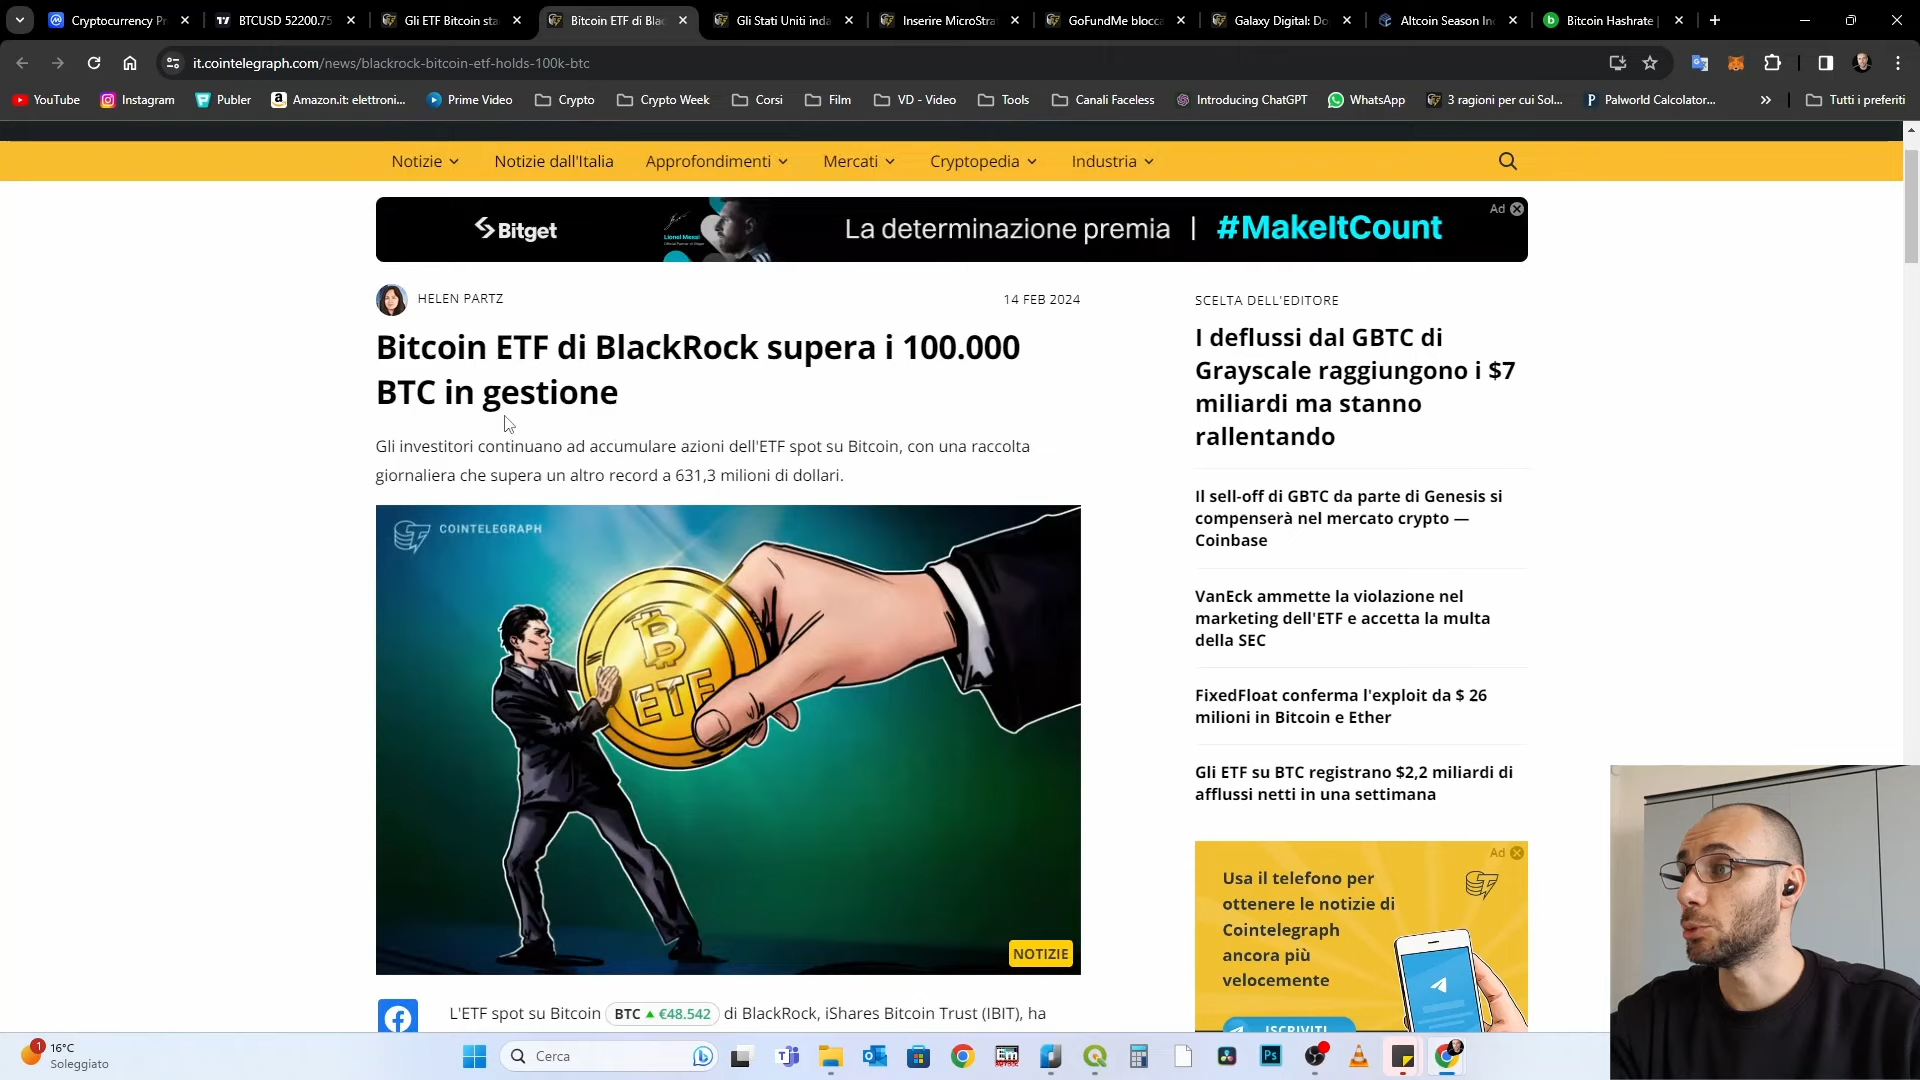 Cryptocurrency Pr
BTCUSD 52200.75
Gli ETF Bitcoin sta
Bitcoin ETF di Bla
Gli Stati Uniti inda
Inserire MicroStra
GoFundMe blocca
Galaxy Digital: Do
Altcoin Season In
Bitcoin Hashrate
it.cointelegraph.com/news/blackrock-bitcoin-etf-holds-100k-btc
YouTube
Instagram
Publer
Amazon.it: elettroni...
Prime Video
Crypto
Crypto Week
Corsi
Film
VD - Video
Tools
Canali Faceless
Introducing ChatGPT
WhatsApp
3 ragioni per cui Sol...
Palworld Calcolator...
Tutti i preferiti
Notizie
Notizie dall'Italia
Approfondimenti
Mercati
Cryptopedia
Industria
Bitget
Lionel Messi
La determinazione premia | #MakeItCount
Ad
HELEN PARTZ
14 FEB 2024
Bitcoin ETF di BlackRock supera i 100.000
BTC in gestione
Gli investitori continuano ad accumulare azioni dell'ETF spot su Bitcoin, con una raccolta
giornaliera che supera un altro record a 631,3 milioni di dollari.
COINTELEGRAPH
ETF
NOTIZIE
L'ETF spot su Bitcoin BTC €48.542 di BlackRock, iShares Bitcoin Trust (IBIT), ha
SCELTA DELL'EDITORE
I deflussi dal GBTC di
Grayscale raggiungono i $7
miliardi ma stanno
rallentando
Il sell-off di GBTC da parte di Genesis si
compenserà nel mercato crypto —
Coinbase
VanEck ammette la violazione nel
marketing dell'ETF e accetta la multa
della SEC
FixedFloat conferma l'exploit da $ 26
milioni in Bitcoin e Ether
Gli ETF su BTC registrano $2,2 miliardi di
afflussi netti in una settimana
Ad
Usa il telefono per
ottenere le notizie di
Cointelegraph
ancora più
velocemente
ISCRIVITI
1
16°C
Soleggiato
Cerca
Ps